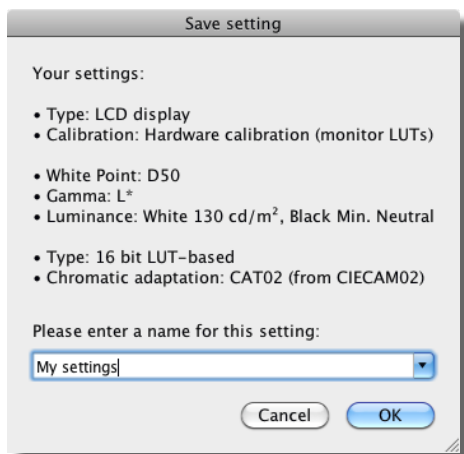 Save setting
Your settings:
• Type: LCD display
• Calibration: Hardware calibration (monitor LUTs)
• White Point: D50
• Gamma: L*
• Luminance: White 130 cd/m², Black Min. Neutral
• Type: 16 bit LUT-based
• Chromatic adaptation: CAT02 (from CIECAM02)
Please enter a name for this setting:
My settings
Cancel OK